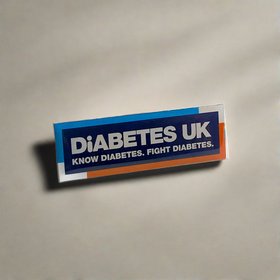 DiABETES UK
KNOW DIABETES. FIGHT DIABETES.